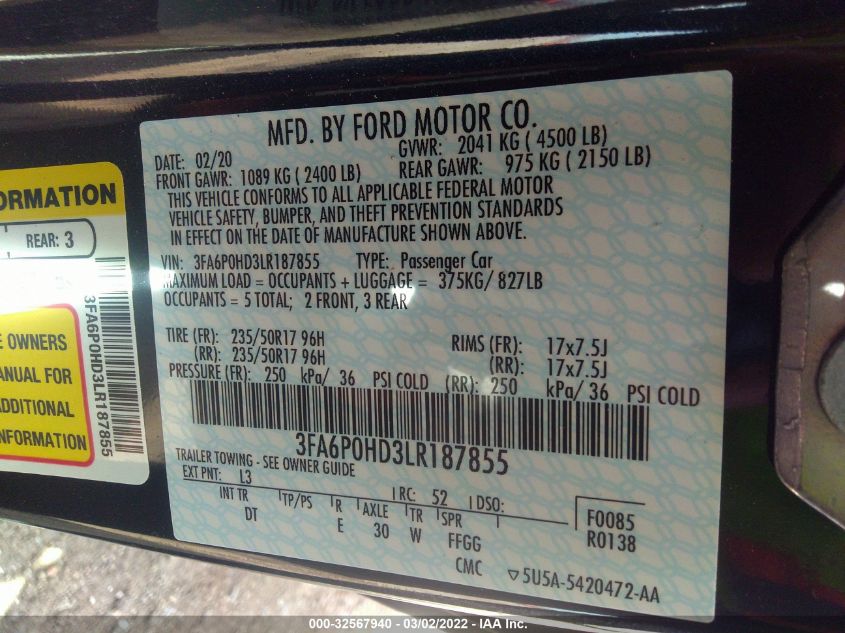 MFD. BY FORD MOTOR CO.
DATE: 02/20 GVWR: 2041 KG ( 4500 LB)
FRONT GAWR: 1089 KG ( 2400 LB) REAR GAWR: 975 KG ( 2150 LB)
THIS VEHICLE CONFORMS TO ALL APPLICABLE FEDERAL MOTOR
VEHICLE SAFETY, BUMPER, AND THEFT PREVENTION STANDARDS
IN EFFECT ON THE DATE OF MANUFACTURE SHOWN ABOVE.
VIN: 3FA6P0HD3LR187855 TYPE: Passenger Car
MAXIMUM LOAD = OCCUPANTS + LUGGAGE = 375KG/ 827LB
OCCUPANTS = 5 TOTAL; 2 FRONT, 3 REAR
TIRE (FR): 235/50R17 96H RIMS (FR): 17x7.5J
(RR): 235/50R17 96H (RR): 17x7.5J
PRESSURE (FR): 250 kPa/ 36 PSI COLD (RR): 250 kPa/ 36 PSI COLD
3FA6P0HD3LR187855
TRAILER TOWING - SEE OWNER GUIDE
EXT PNT: L3 RC: 52 DSO:
INT TR TP/PS R AXLE TR SPR F0085
DT E 30 W FFGG R0138
CMC ▽5U5A-5420472-AA
ORMATION
REAR: 3
E OWNERS
ANUAL FOR
ADDITIONAL
NFORMATION
3FA6P0HD3LR187855
000-32567940 - 03/02/2022 - IAA Inc.